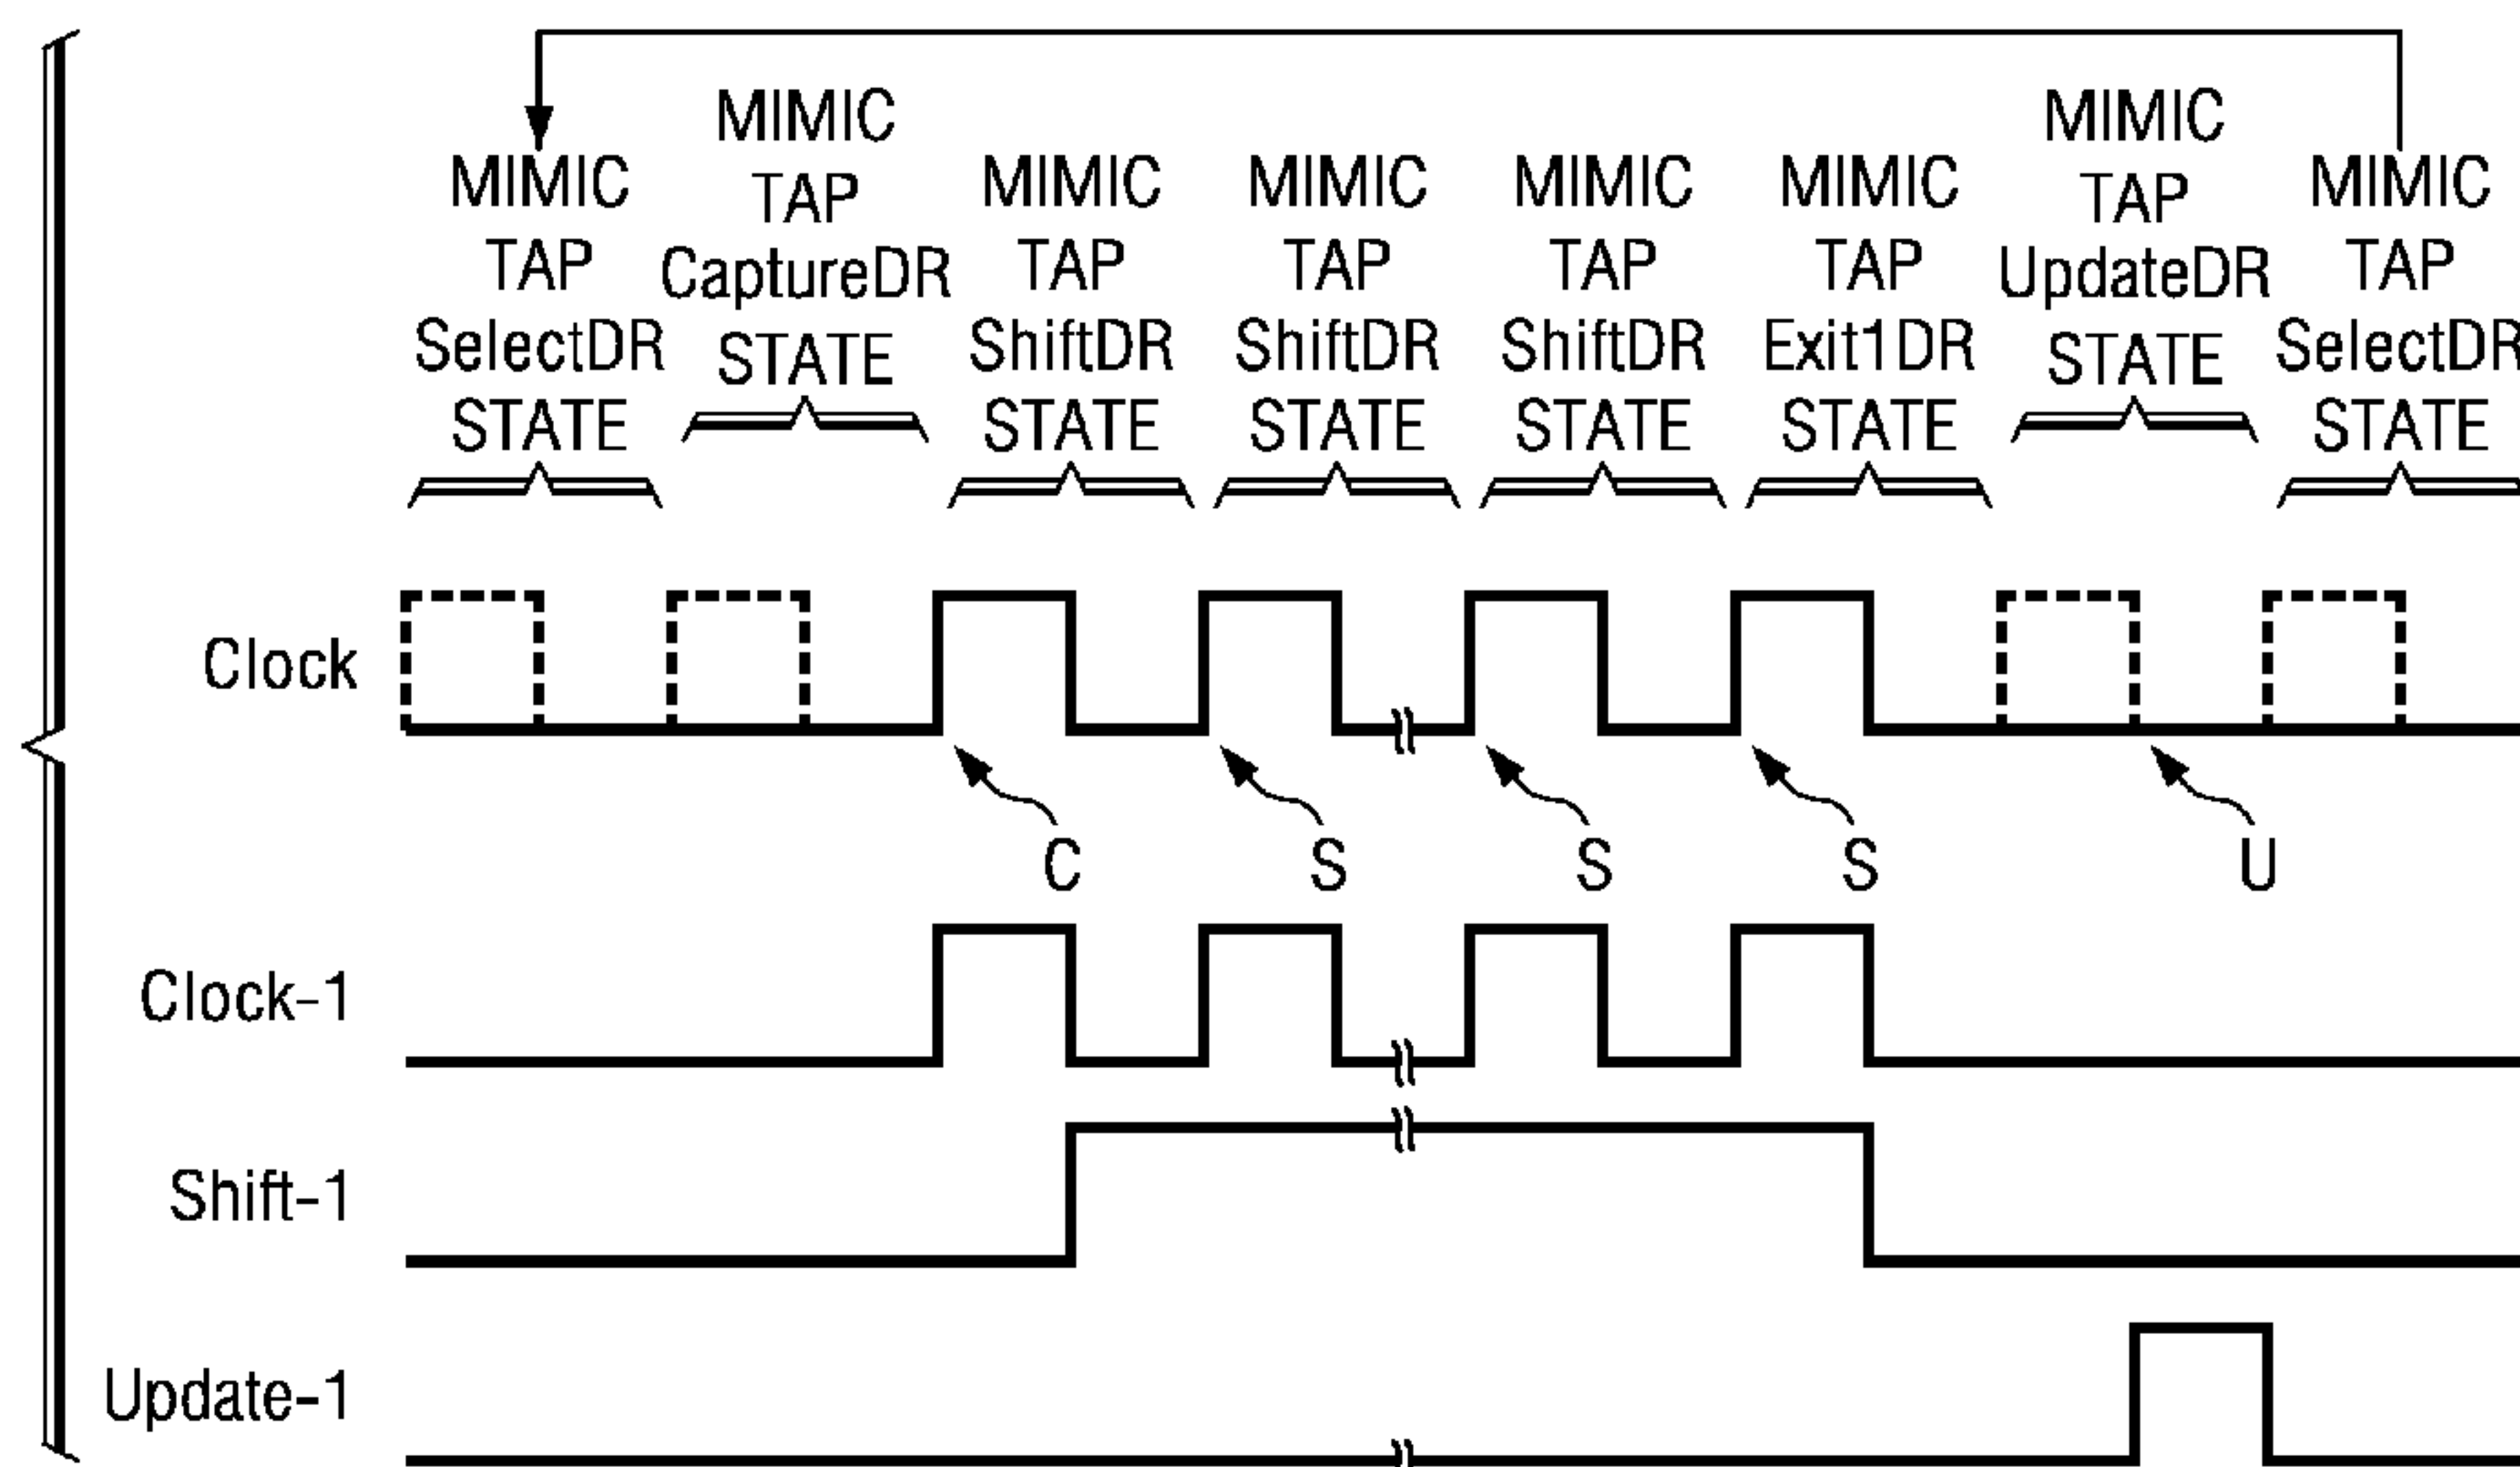 MIMIC
TAP
SelectDR
STATE
MIMIC
TAP
CaptureDR
STATE
MIMIC
TAP
ShiftDR
STATE
MIMIC
TAP
ShiftDR
STATE
MIMIC
TAP
ShiftDR
STATE
MIMIC
TAP
Exit1DR
STATE
MIMIC
TAP
UpdateDR
STATE
MIMIC
TAP
SelectDR
STATE
Clock
C
S
S
S
U
Clock-1
Shift-1
Update-1